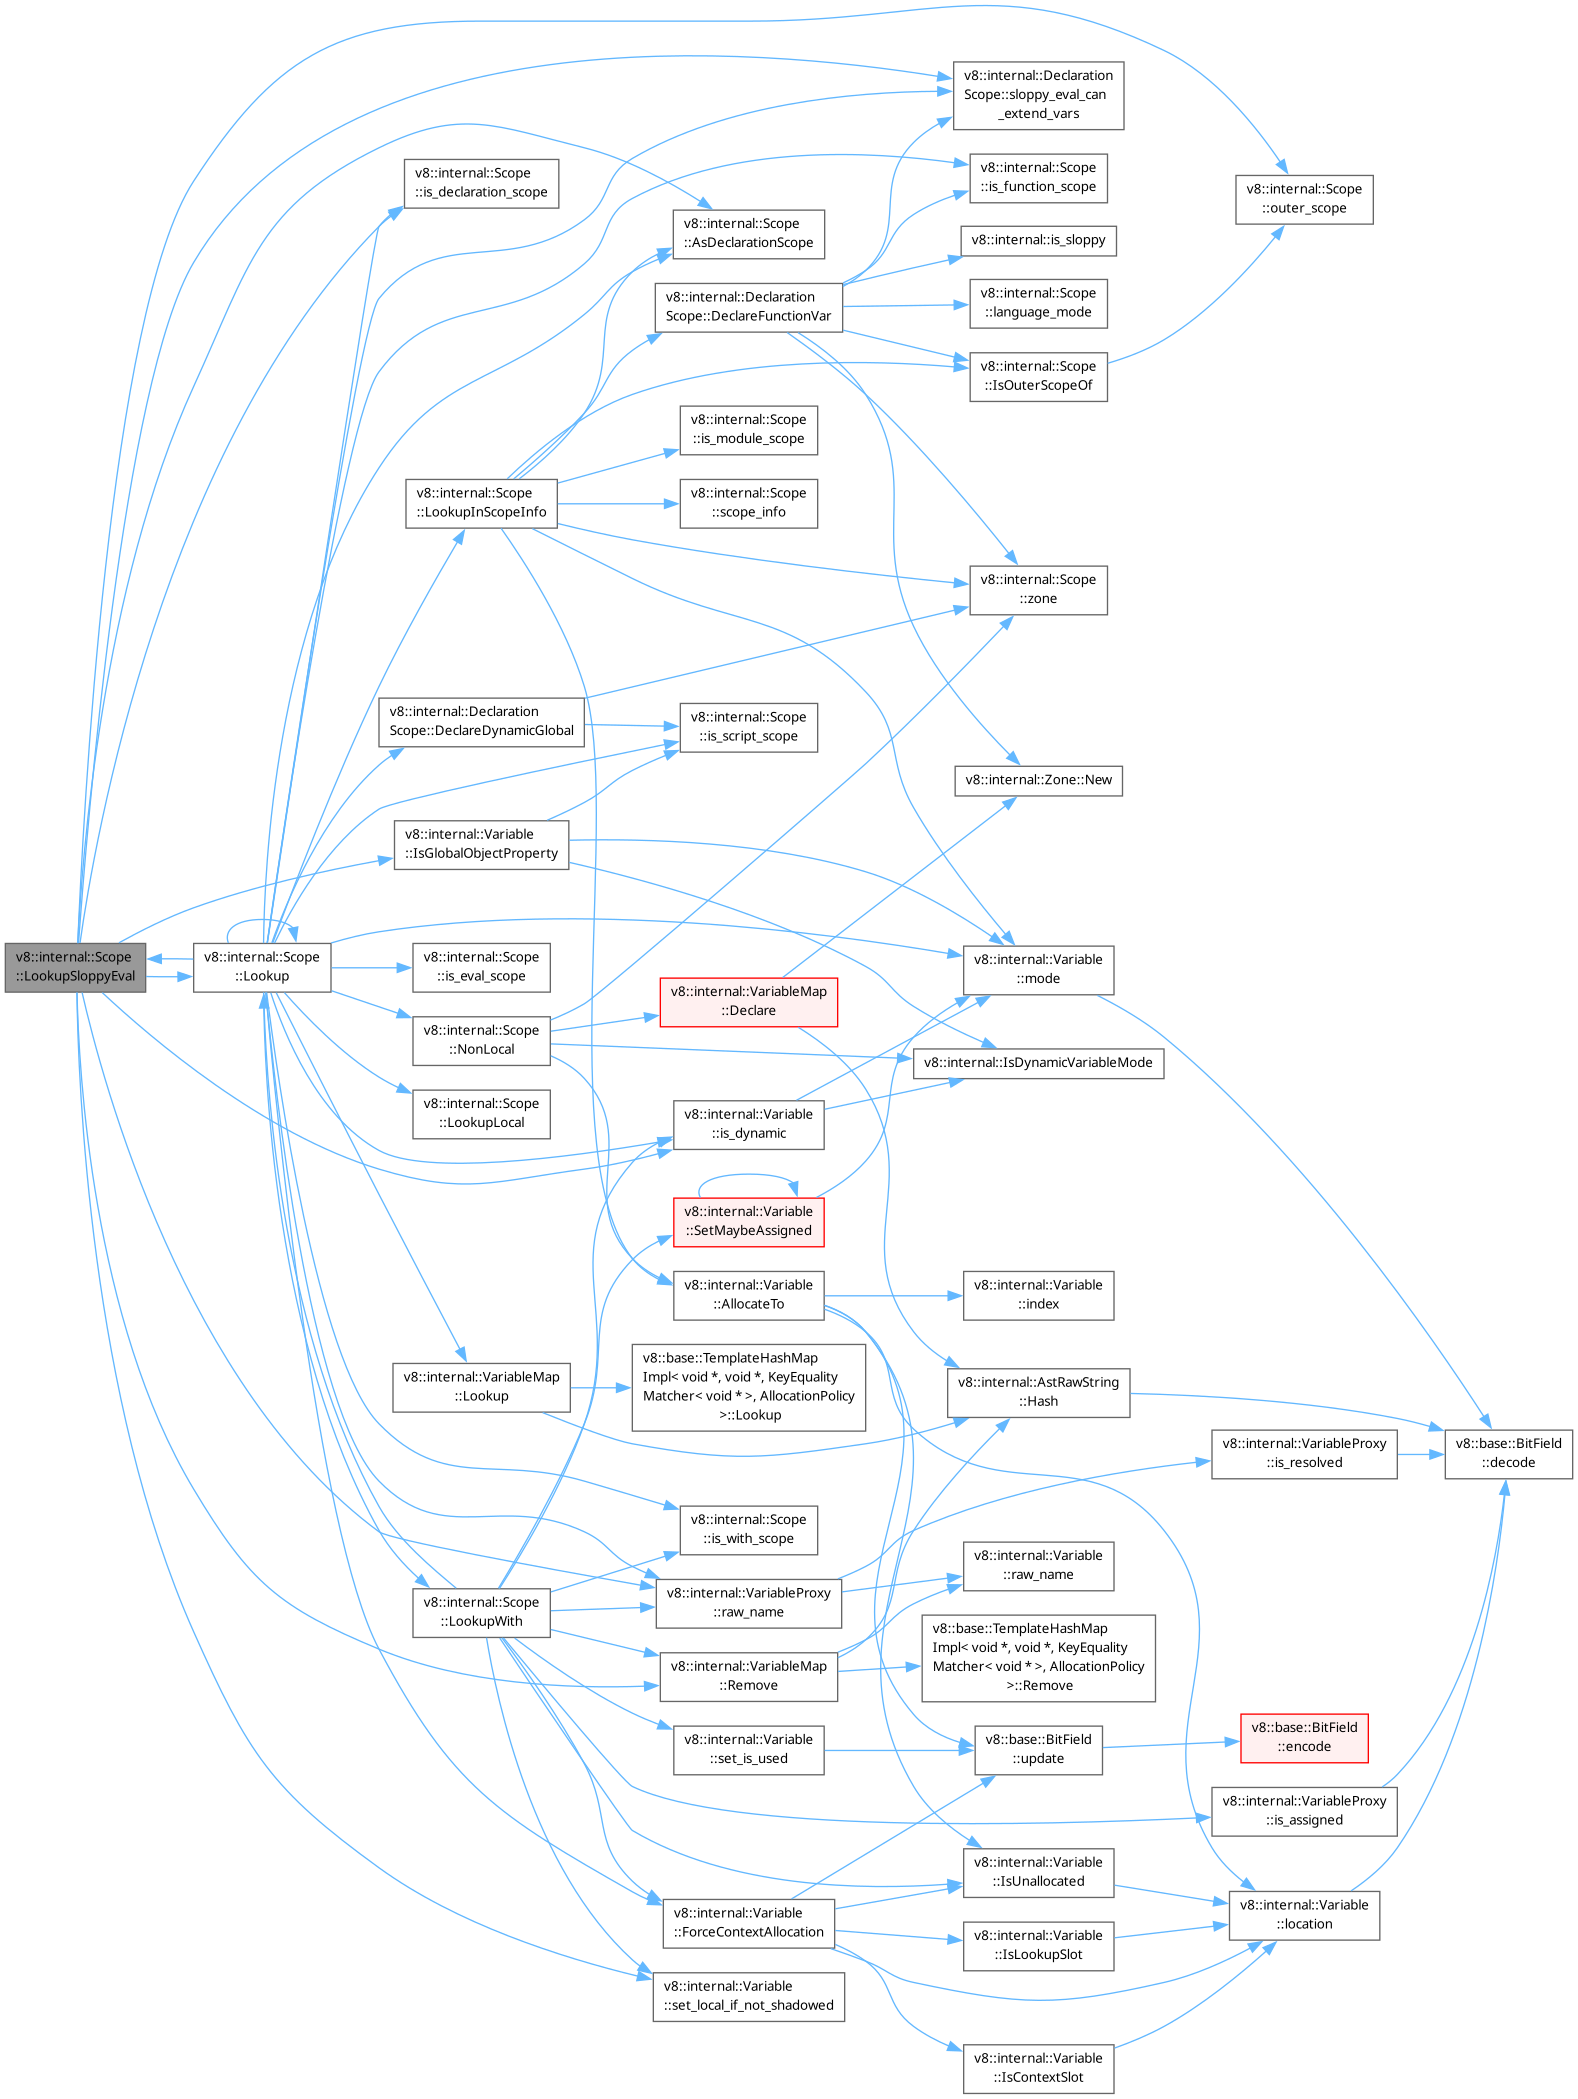 v8::internal::Declaration
Scope::sloppy_eval_can
_extend_vars
v8::internal::Scope
::is_declaration_scope
v8::internal::Scope
::is_function_scope
v8::internal::Scope
::outer_scope
v8::internal::Scope
::AsDeclarationScope
v8::internal::is_sloppy
v8::internal::Declaration
Scope::DeclareFunctionVar
v8::internal::Scope
::language_mode
v8::internal::Scope
::IsOuterScopeOf
v8::internal::Scope
::is_module_scope
v8::internal::Scope
::LookupInScopeInfo
v8::internal::Scope
::scope_info
v8::internal::Scope
::zone
v8::internal::Declaration
Scope::DeclareDynamicGlobal
v8::internal::Scope
::is_script_scope
v8::internal::Zone::New
v8::internal::Variable
::IsGlobalObjectProperty
v8::internal::Scope
::LookupSloppyEval
v8::internal::Scope
::Lookup
v8::internal::Scope
::is_eval_scope
v8::internal::Variable
::mode
v8::internal::VariableMap
::Declare
v8::internal::Scope
::NonLocal
v8::internal::IsDynamicVariableMode
v8::internal::Scope
::LookupLocal
v8::internal::Variable
::is_dynamic
v8::internal::Variable
::SetMaybeAssigned
v8::internal::Variable
::AllocateTo
v8::internal::Variable
::index
v8::internal::VariableMap
::Lookup
v8::base::TemplateHashMap
Impl< void *, void *, KeyEquality
Matcher< void * >, AllocationPolicy
>::Lookup
v8::internal::AstRawString
::Hash
v8::internal::VariableProxy
::is_resolved
v8::base::BitField
::decode
v8::internal::Scope
::is_with_scope
v8::internal::Variable
::raw_name
v8::internal::Scope
::LookupWith
v8::internal::VariableProxy
::raw_name
v8::base::TemplateHashMap
Impl< void *, void *, KeyEquality
Matcher< void * >, AllocationPolicy
>::Remove
v8::internal::VariableMap
::Remove
v8::internal::Variable
::set_is_used
v8::base::BitField
::update
v8::base::BitField
::encode
v8::internal::VariableProxy
::is_assigned
v8::internal::Variable
::IsUnallocated
v8::internal::Variable
::ForceContextAllocation
v8::internal::Variable
::location
v8::internal::Variable
::IsLookupSlot
v8::internal::Variable
::set_local_if_not_shadowed
v8::internal::Variable
::IsContextSlot